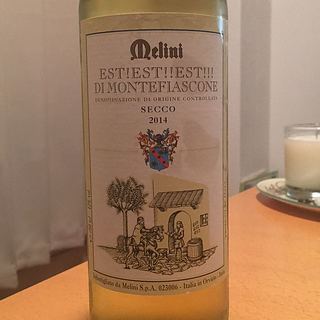 Melini
EST!EST!!EST!!!
DI MONTEFIASCONE
DENOMINAZIONE DI ORIGINE CONTROLLATA
SECCO
2014
Imbottigliato da Melini S.p.A. 023006 - Italia in Orvieto